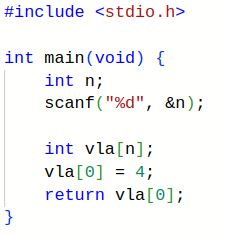 #include <stdio.h>

int main(void) {
    int n;
    scanf("%d", &n);

    int vla[n];
    vla[0] = 4;
    return vla[0];
}